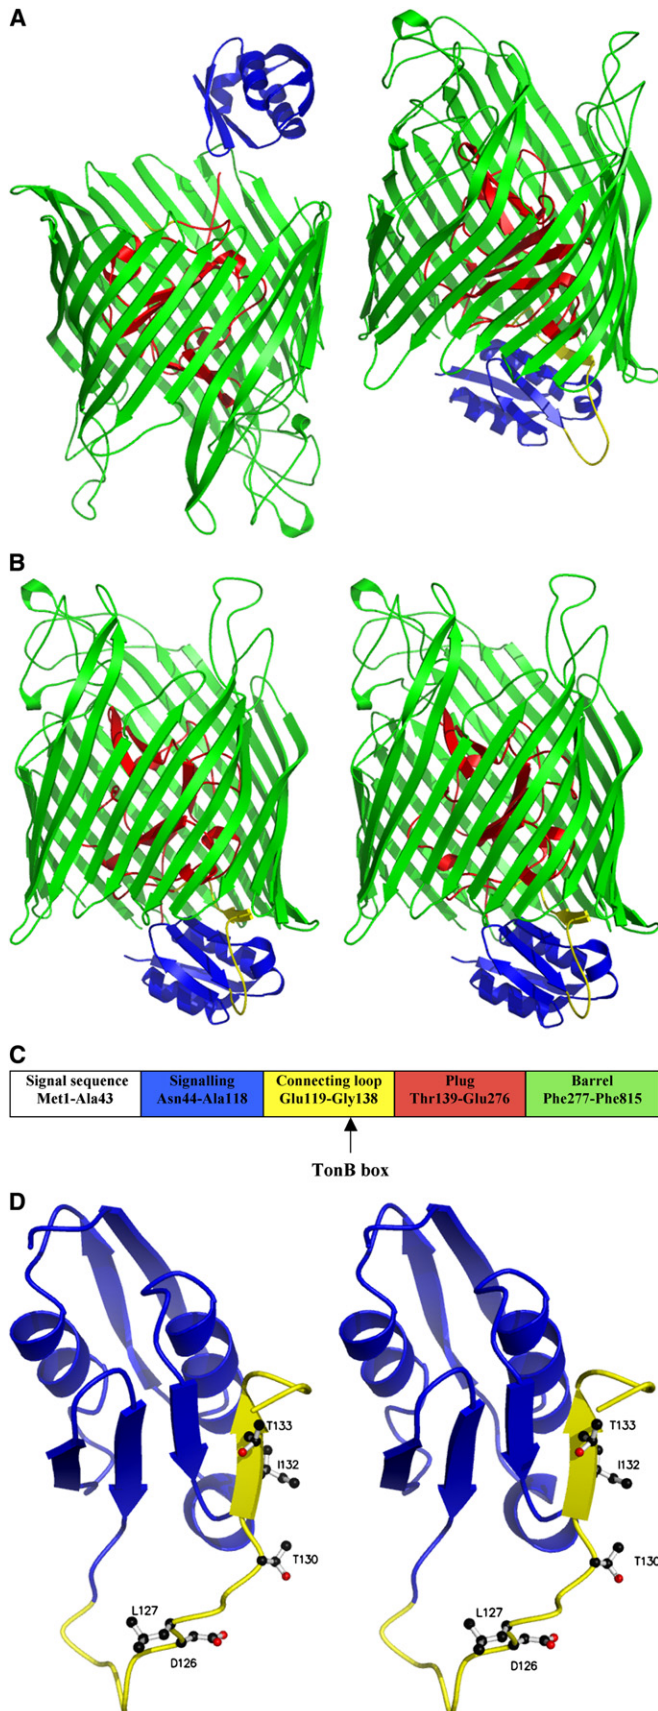 A
B
C
Signal sequence Signalling Connecting loop Plug Barrel
Met1-Ala43 Asn44-Ala118 Glu119-Gly138 Thr139-Glu276 Phe277-Phe815
TonB box
D
T133 T133
I132 I132
T130 T130
L127 L127
D126 D126